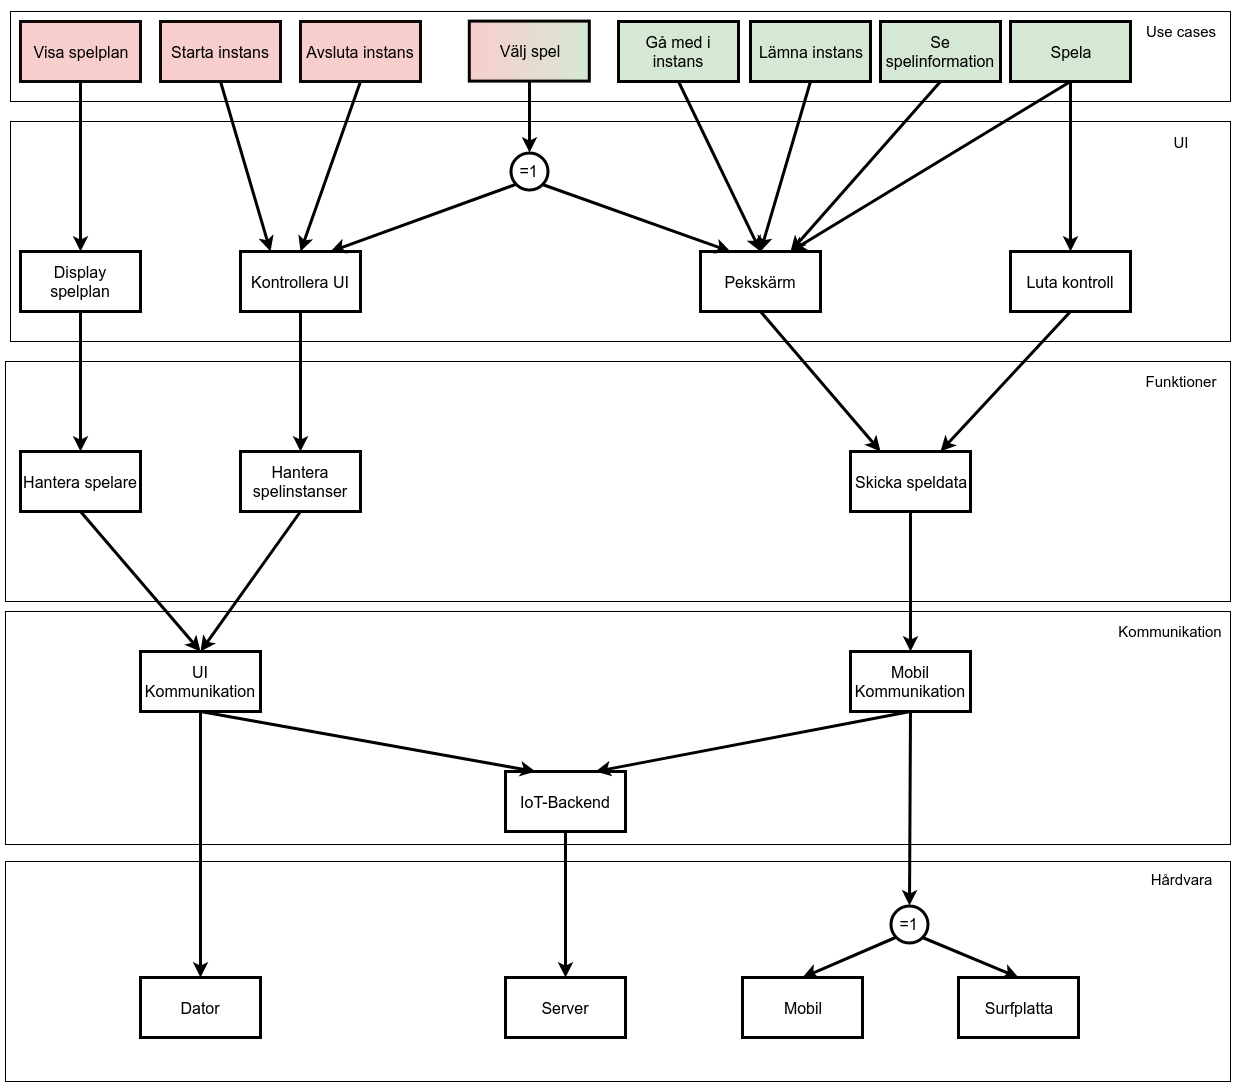 Use cases
Visa spelplan
Starta instans
Avsluta instans
Välj spel
Gå med i
instans
Lämna instans
Se
spelinformation
Spela
UI
=1
Display
spelplan
Kontrollera UI
Pekskärm
Luta kontroll
Funktioner
Hantera spelare
Hantera
spelinstanser
Skicka speldata
Kommunikation
UI
Kommunikation
Mobil
Kommunikation
IoT-Backend
Hårdvara
=1
Dator
Server
Mobil
Surfplatta